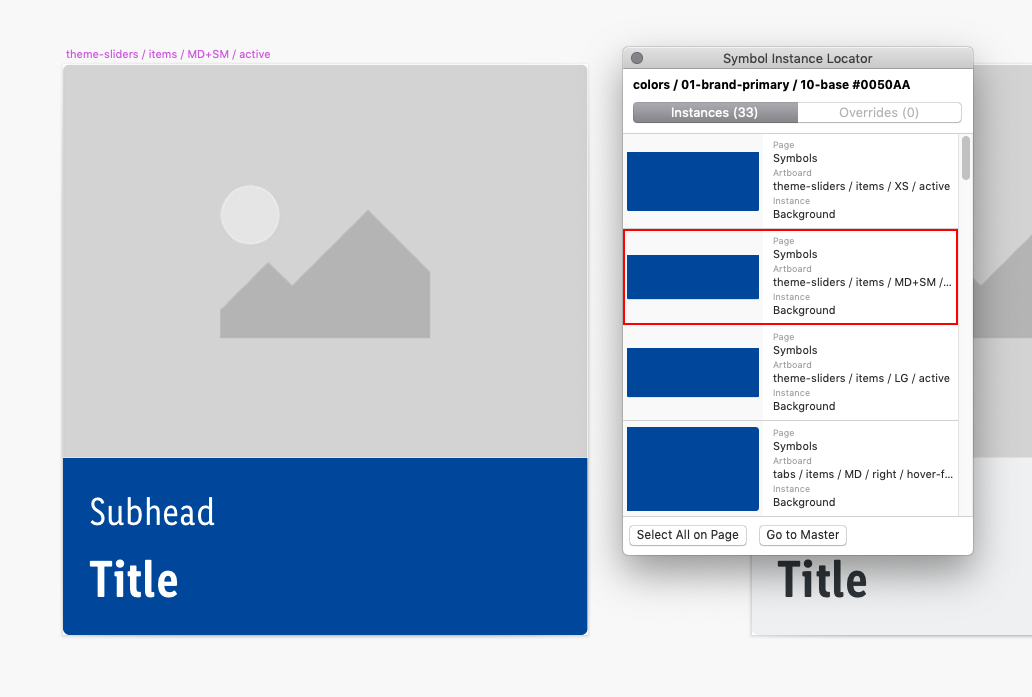 theme-sliders / items / MD+SM / active
Subhead
Title
Symbol Instance Locator
colors / 01-brand-primary / 10-base #0050AA
Instances (33)
Overrides (0)
Page
Symbols
Artboard
theme-sliders / items / XS / active
Instance
Background
Page
Symbols
Artboard
theme-sliders / items / MD+SM /...
Instance
Background
Page
Symbols
Artboard
theme-sliders / items / LG / active
Instance
Background
Page
Symbols
Artboard
tabs / items / MD / right / hover-f...
Instance
Background
Select All on Page
Go to Master
Title